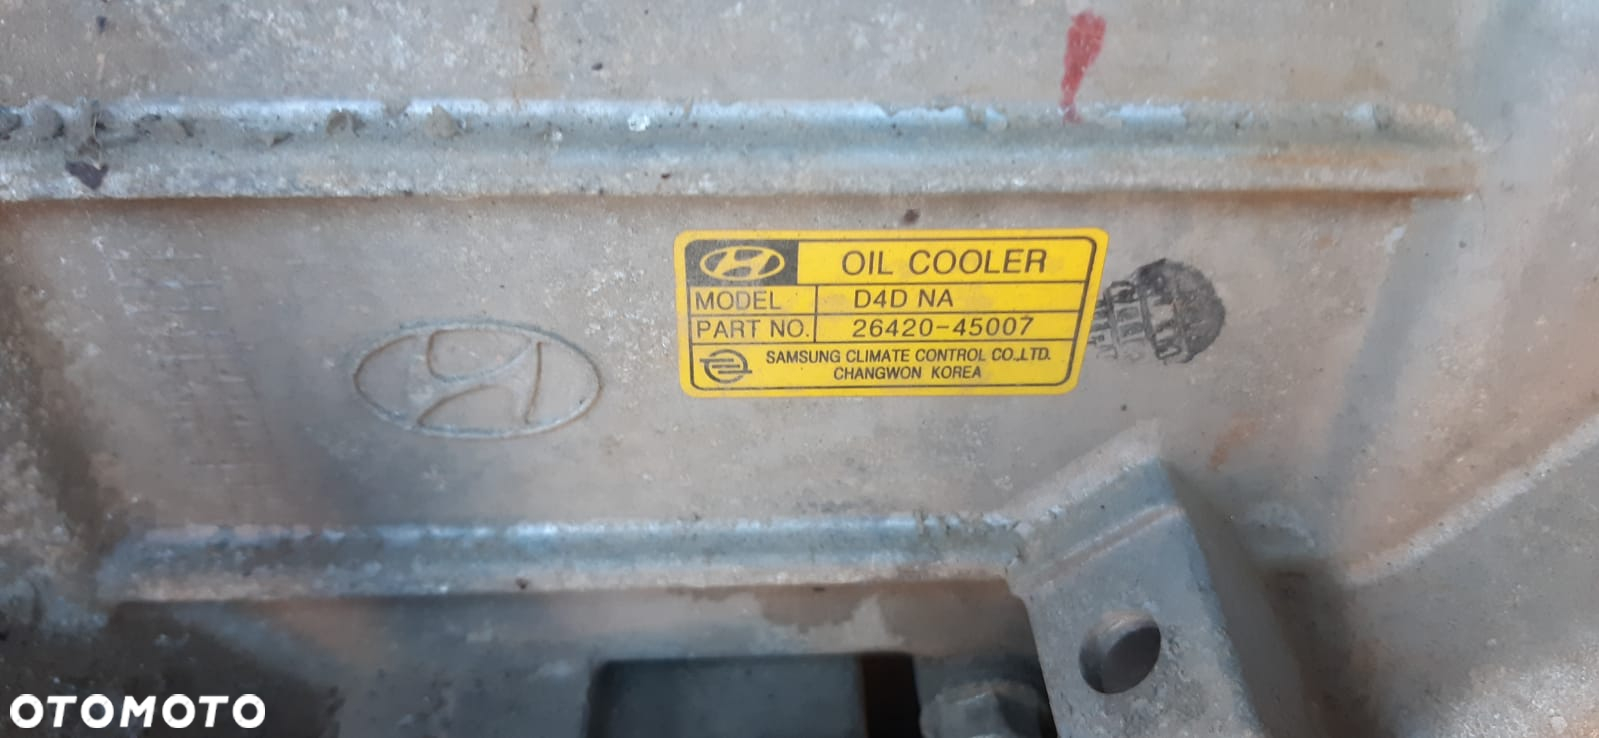 OIL COOLER
MODEL D4D NA
PART NO. 26420-45007
SAMSUNG CLIMATE CONTROL CO.,LTD.
CHANGWON KOREA
OTOMOTO